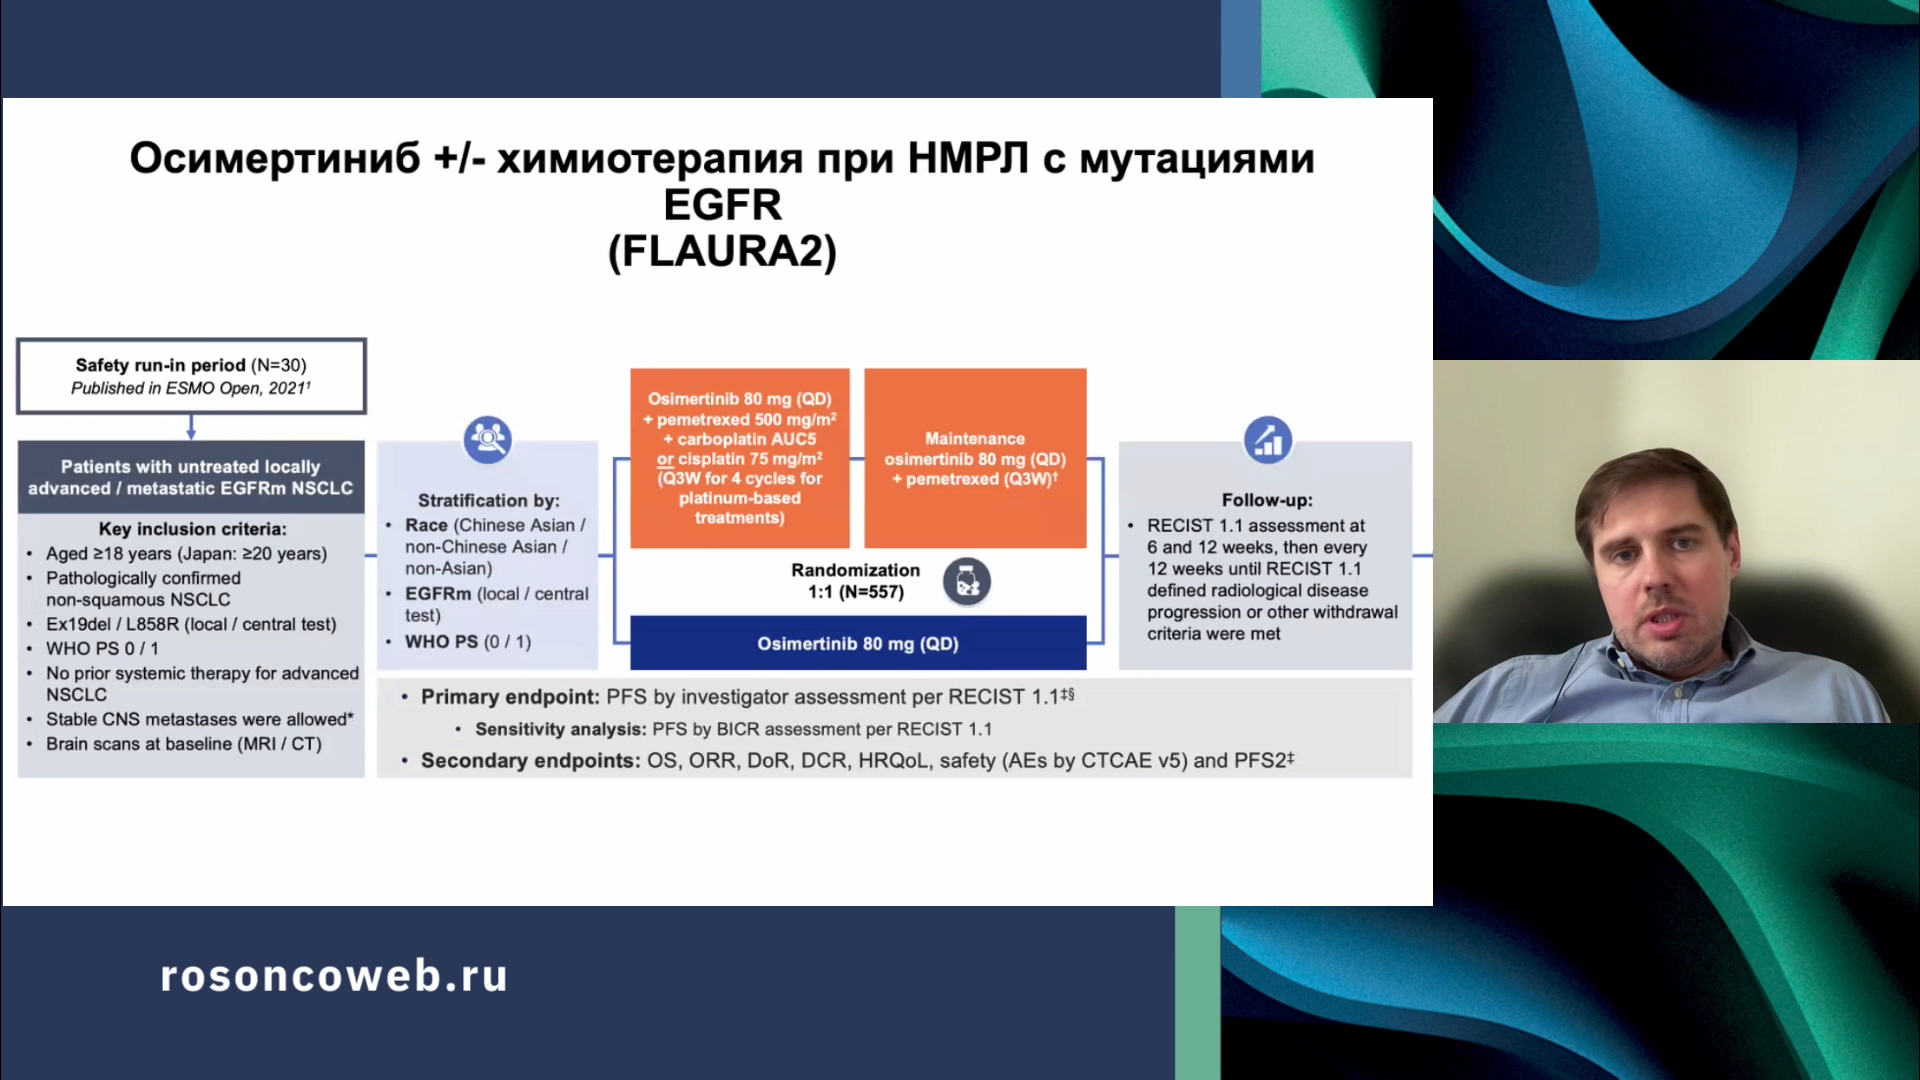 Осимертиниб +/- химиотерапия при НМРЛ с мутациями
EGFR
(FLAURA2)
Safety run-in period (N=30)
Published in ESMO Open, 2021¹
Patients with untreated locally
advanced / metastatic EGFRm NSCLC
Key inclusion criteria:
• Aged ≥18 years (Japan: ≥20 years)
• Pathologically confirmed
non-squamous NSCLC
• Ex19del / L858R (local / central test)
• WHO PS 0 / 1
• No prior systemic therapy for advanced
NSCLC
• Stable CNS metastases were allowed*
• Brain scans at baseline (MRI / CT)
Stratification by:
• Race (Chinese Asian /
non-Chinese Asian /
non-Asian)
• EGFRm (local / central
test)
• WHO PS (0 / 1)
Osimertinib 80 mg (QD)
+ pemetrexed 500 mg/m²
+ carboplatin AUC5
or cisplatin 75 mg/m²
(Q3W for 4 cycles for
platinum-based
treatments)
Maintenance
osimertinib 80 mg (QD)
+ pemetrexed (Q3W)†
Randomization
1:1 (N=557)
Osimertinib 80 mg (QD)
Follow-up:
• RECIST 1.1 assessment at
6 and 12 weeks, then every
12 weeks until RECIST 1.1
defined radiological disease
progression or other withdrawal
criteria were met
• Primary endpoint: PFS by investigator assessment per RECIST 1.1‡§
• Sensitivity analysis: PFS by BICR assessment per RECIST 1.1
• Secondary endpoints: OS, ORR, DoR, DCR, HRQoL, safety (AEs by CTCAE v5) and PFS2‡
rosoncoweb.ru